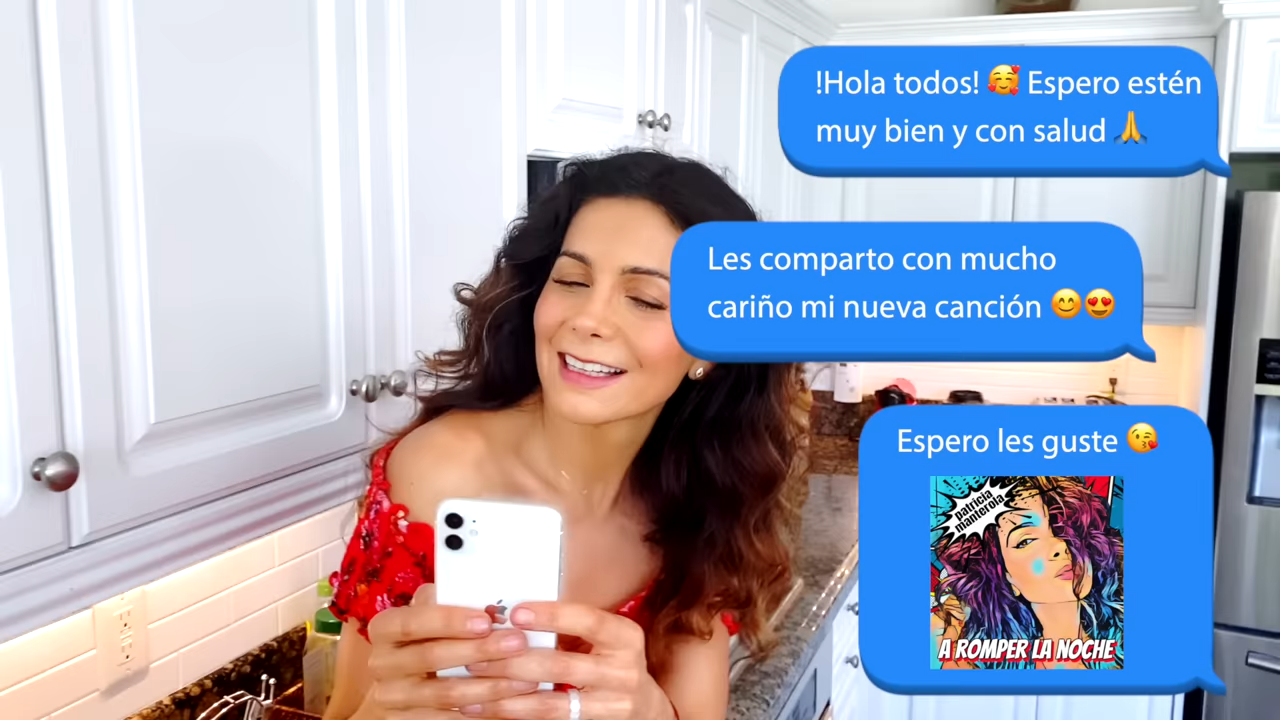 !Hola todos! 🥰 Espero estén
muy bien y con salud 🙏
Les comparto con mucho
cariño mi nueva canción 😊😍
Espero les guste 😘
patricia
manterola
A ROMPER LA NOCHE